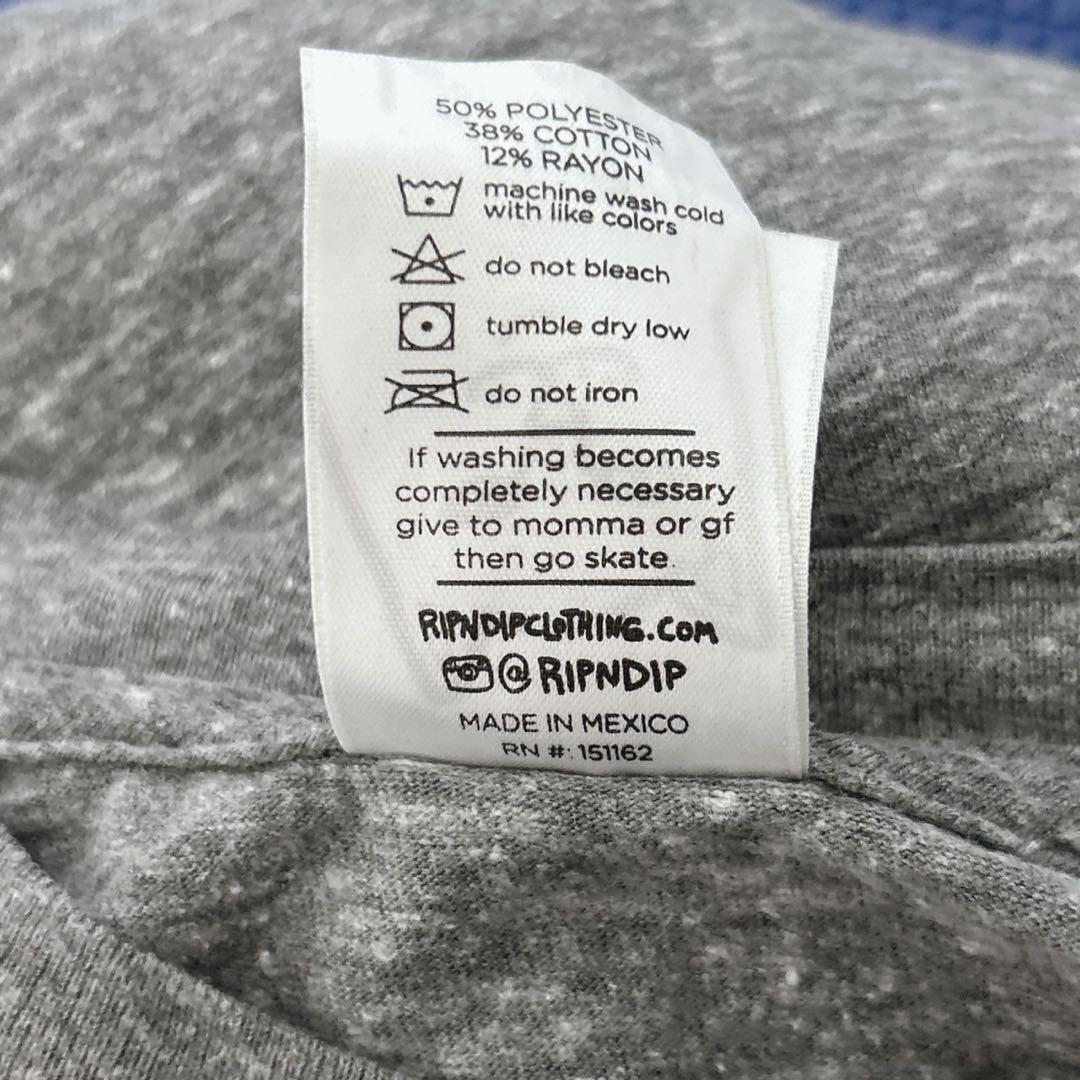 50% POLYESTER
38% COTTON
12% RAYON
machine wash cold
with like colors
do not bleach
tumble dry low
do not iron
If washing becomes
completely necessary
give to momma or gf
then go skate.
RIPNDIPCLOTHING.COM
@RIPNDIP
MADE IN MEXICO
RN #: 151162